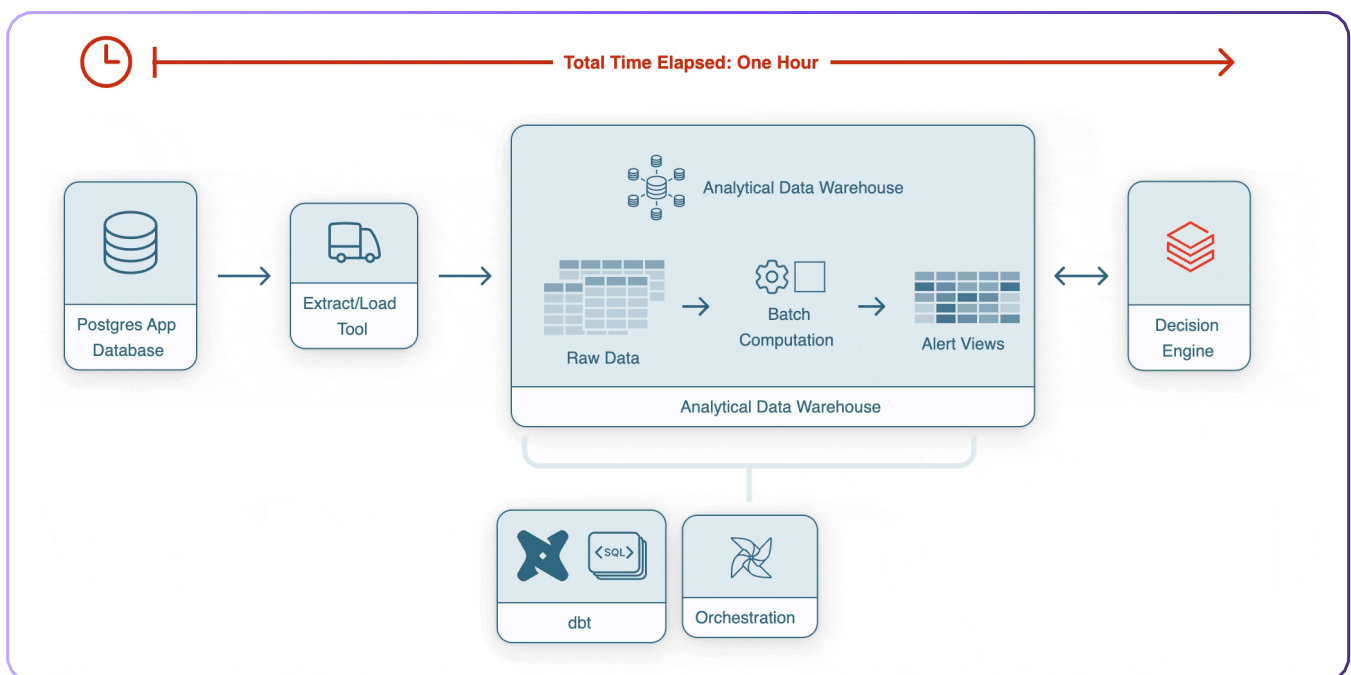 Total Time Elapsed: One Hour
Analytical Data Warehouse
Postgres App
Database
Extract/Load
Tool
Raw Data
Batch
Computation
Alert Views
Analytical Data Warehouse
Decision
Engine
<SQL>
dbt
Orchestration